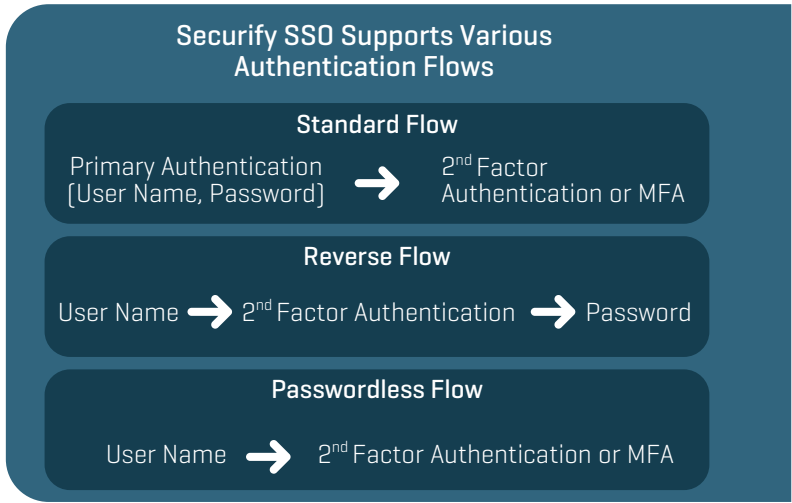 Securify SSO Supports Various
Authentication Flows
Standard Flow
Primary Authentication
(User Name, Password)
2nd Factor
Authentication or MFA
Reverse Flow
User Name 2nd Factor Authentication Password
Passwordless Flow
User Name 2nd Factor Authentication or MFA